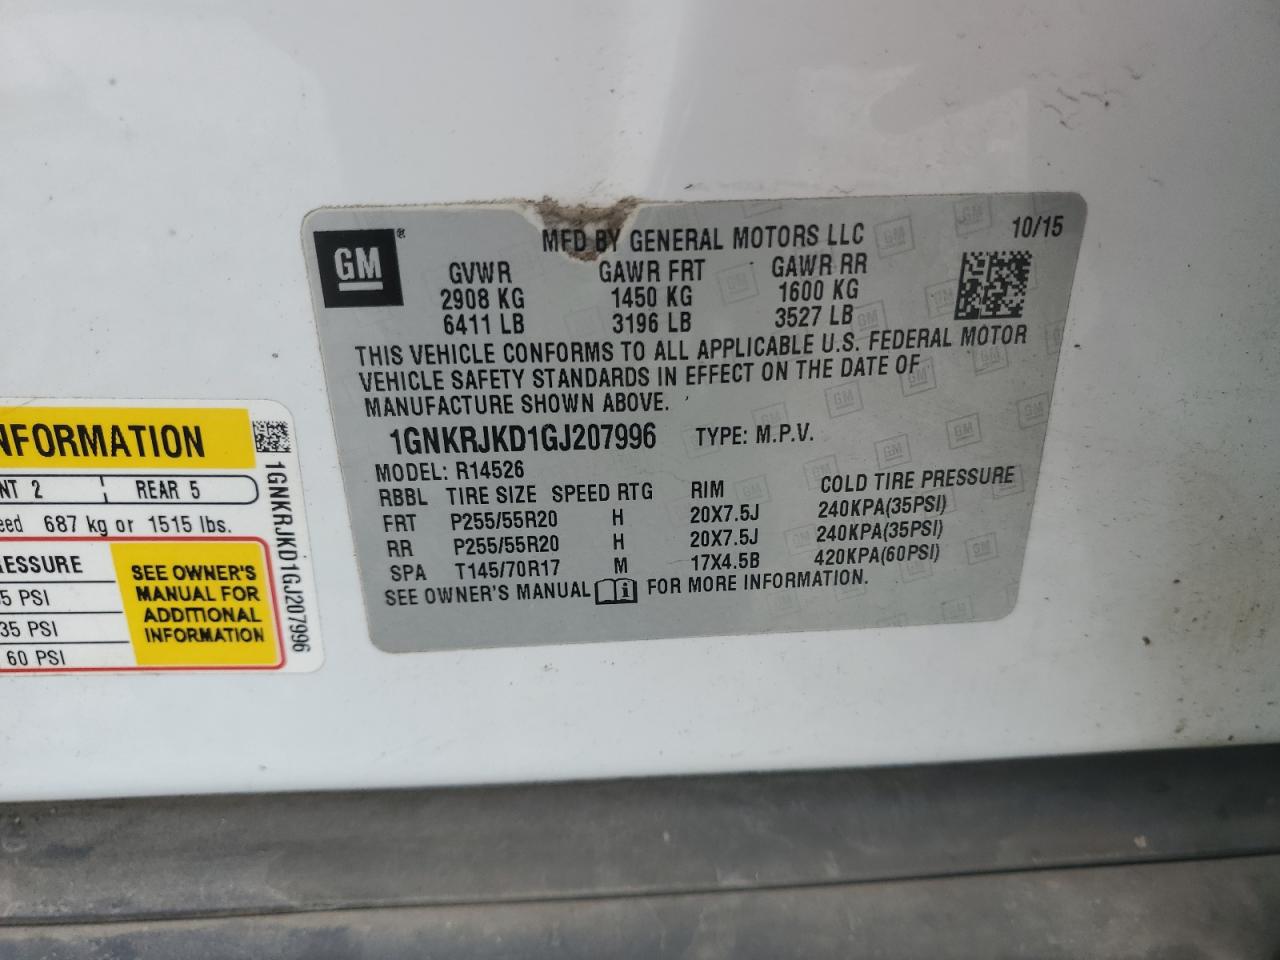 GM ®
MFD BY GENERAL MOTORS LLC 10/15
GVWR GAWR FRT GAWR RR
2908 KG 1450 KG 1600 KG
6411 LB 3196 LB 3527 LB
THIS VEHICLE CONFORMS TO ALL APPLICABLE U.S. FEDERAL MOTOR
VEHICLE SAFETY STANDARDS IN EFFECT ON THE DATE OF
MANUFACTURE SHOWN ABOVE.
1GNKRJKD1GJ207996 TYPE: M.P.V.
MODEL: R14526
RBBL TIRE SIZE SPEED RTG RIM COLD TIRE PRESSURE
FRT P255/55R20 H 20X7.5J 240KPA(35PSI)
RR P255/55R20 H 20X7.5J 240KPA(35PSI)
SPA T145/70R17 M 17X4.5B 420KPA(60PSI)
SEE OWNER'S MANUAL FOR MORE INFORMATION.
NFORMATION
NT 2 REAR 5
eed 687 kg or 1515 lbs.
ESSURE
5 PSI
35 PSI
60 PSI
SEE OWNER'S
MANUAL FOR
ADDITIONAL
INFORMATION
1GNKRJKD1GJ207996